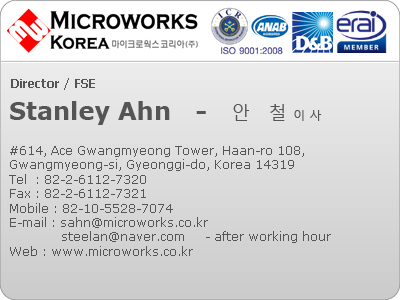 MICROWORKS
KOREA 마이크로웍스코리아(주)
MW
ICR
ISO 9001:2008
ANAB
D&B
erai
MEMBER
Director / FSE
Stanley Ahn - 안 철 이사
#614, Ace Gwangmyeong Tower, Haan-ro 108,
Gwangmyeong-si, Gyeonggi-do, Korea 14319
Tel : 82-2-6112-7320
Fax : 82-2-6112-7321
Mobile : 82-10-5528-7074
E-mail : sahn@microworks.co.kr
steelan@naver.com - after working hour
Web : www.microworks.co.kr